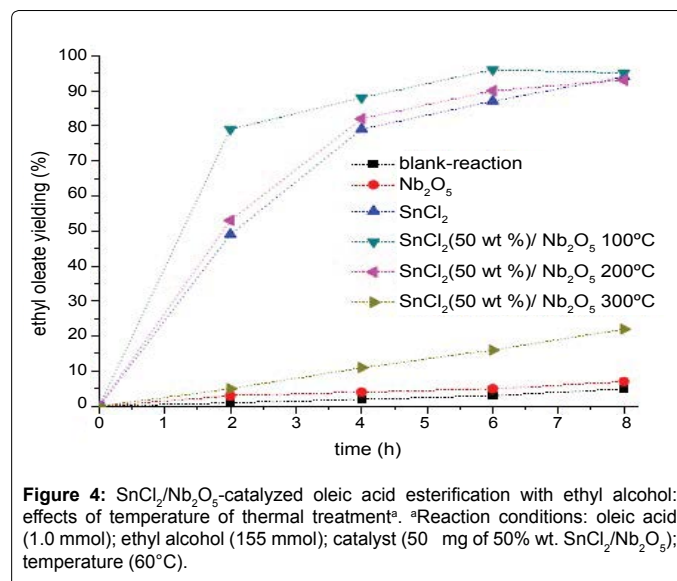 100
90
80
70
60
50
40
30
20
10
0
ethyl oleate yielding (%)
blank-reaction
Nb₂O₅
SnCl₂
SnCl₂(50 wt %)/ Nb₂O₅ 100ºC
SnCl₂(50 wt %)/ Nb₂O₅ 200ºC
SnCl₂(50 wt %)/ Nb₂O₅ 300ºC
0 1 2 3 4 5 6 7 8
time (h)
Figure 4: SnCl₂/Nb₂O₅-catalyzed oleic acid esterification with ethyl alcohol:
effects of temperature of thermal treatmentᵃ. ᵃReaction conditions: oleic acid
(1.0 mmol); ethyl alcohol (155 mmol); catalyst (50 mg of 50% wt. SnCl₂/Nb₂O₅);
temperature (60°C).